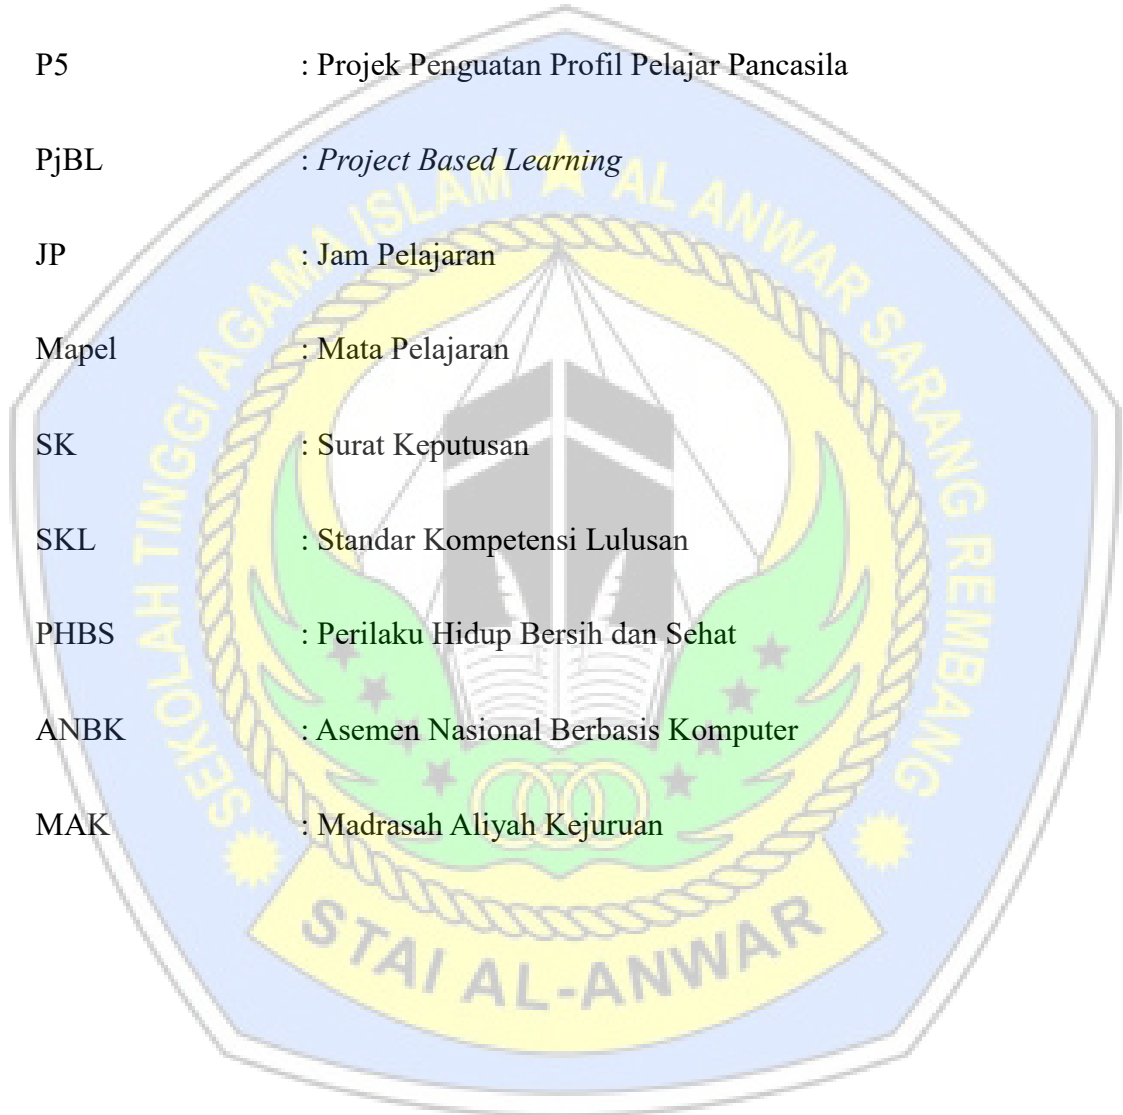 P5 : Projek Penguatan Profil Pelajar Pancasila
PjBL : Project Based Learning
JP : Jam Pelajaran
Mapel : Mata Pelajaran
SK : Surat Keputusan
SKL : Standar Kompetensi Lulusan
PHBS : Perilaku Hidup Bersih dan Sehat
ANBK : Asemen Nasional Berbasis Komputer
MAK : Madrasah Aliyah Kejuruan
SEKOLAH TINGGI AGAMA ISLAM AL ANWAR SARANG REMBANG
STAI AL-ANWAR